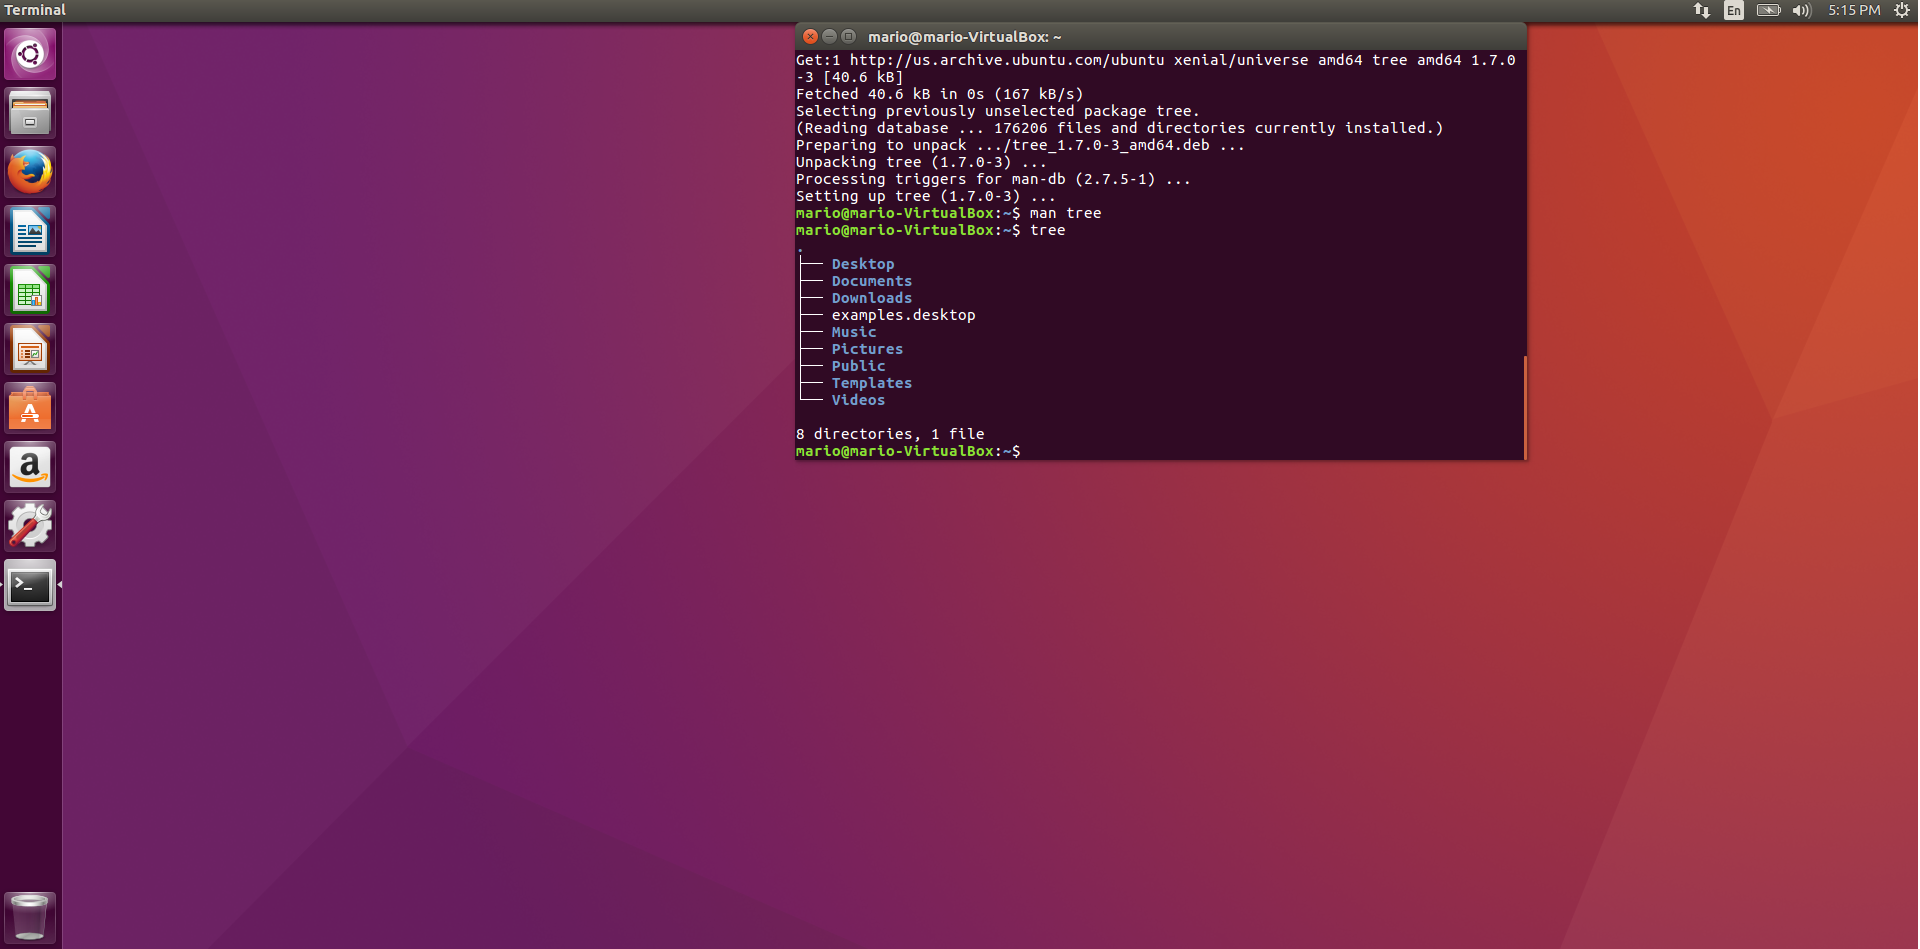 Terminal
En
5:15 PM
mario@mario-VirtualBox: ~
Get:1 http://us.archive.ubuntu.com/ubuntu xenial/universe amd64 tree amd64 1.7.0
-3 [40.6 kB]
Fetched 40.6 kB in 0s (167 kB/s)
Selecting previously unselected package tree.
(Reading database ... 176206 files and directories currently installed.)
Preparing to unpack .../tree_1.7.0-3_amd64.deb ...
Unpacking tree (1.7.0-3) ...
Processing triggers for man-db (2.7.5-1) ...
Setting up tree (1.7.0-3) ...
mario@mario-VirtualBox:~$ man tree
mario@mario-VirtualBox:~$ tree
.
├── Desktop
├── Documents
├── Downloads
├── examples.desktop
├── Music
├── Pictures
├── Public
├── Templates
└── Videos
8 directories, 1 file
mario@mario-VirtualBox:~$